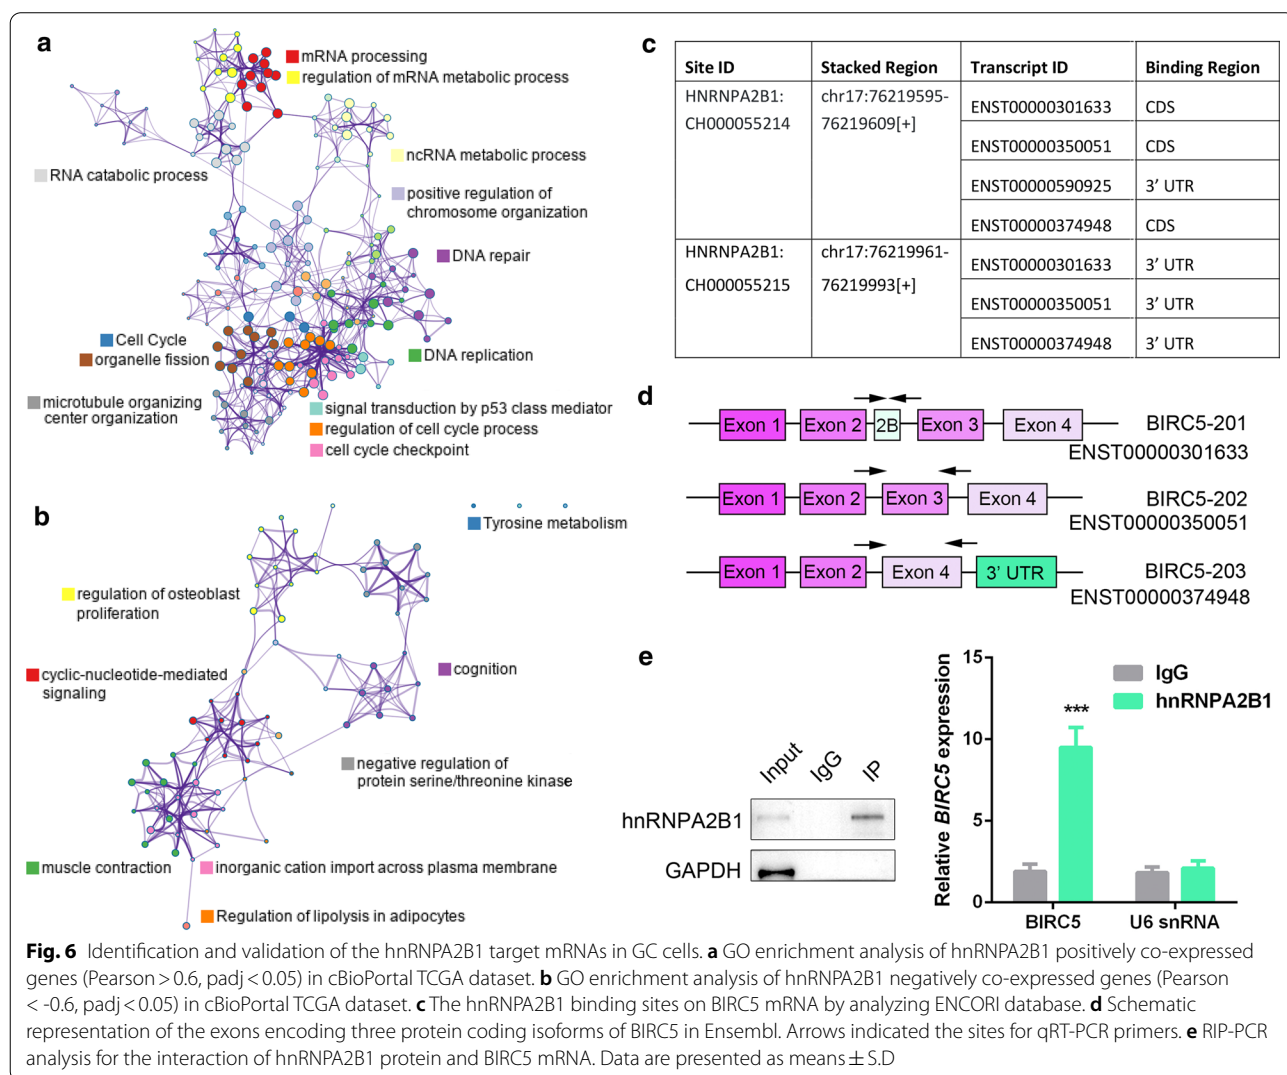 a
mRNA processing
regulation of mRNA metabolic process
ncRNA metabolic process
RNA catabolic process
positive regulation of
chromosome organization
DNA repair
Cell Cycle
organelle fission
DNA replication
microtubule organizing
center organization
signal transduction by p53 class mediator
regulation of cell cycle process
cell cycle checkpoint
b
Tyrosine metabolism
regulation of osteoblast
proliferation
cyclic-nucleotide-mediated
signaling
cognition
negative regulation of
protein serine/threonine kinase
muscle contraction
inorganic cation import across plasma membrane
Regulation of lipolysis in adipocytes
c
Site ID Stacked Region Transcript ID Binding Region
HNRNPA2B1: chr17:76219595- ENST00000301633 CDS
CH000055214 76219609[+]
ENST00000350051 CDS
ENST00000590925 3’ UTR
ENST00000374948 CDS
HNRNPA2B1: chr17:76219961- ENST00000301633 3’ UTR
CH000055215 76219993[+] ENST00000350051 3’ UTR
ENST00000374948 3’ UTR
d
Exon 1 Exon 2 2B Exon 3 Exon 4 BIRC5-201
ENST00000301633
Exon 1 Exon 2 Exon 3 Exon 4 BIRC5-202
ENST00000350051
Exon 1 Exon 2 Exon 4 3’ UTR BIRC5-203
ENST00000374948
e
Input IgG IP
hnRNPA2B1
GAPDH
Relative BIRC5 expression
15
10
5
0
IgG
hnRNPA2B1
***
BIRC5 U6 snRNA
Fig. 6 Identification and validation of the hnRNPA2B1 target mRNAs in GC cells. a GO enrichment analysis of hnRNPA2B1 positively co-expressed
genes (Pearson > 0.6, padj < 0.05) in cBioPortal TCGA dataset. b GO enrichment analysis of hnRNPA2B1 negatively co-expressed genes (Pearson
< -0.6, padj < 0.05) in cBioPortal TCGA dataset. c The hnRNPA2B1 binding sites on BIRC5 mRNA by analyzing ENCORI database. d Schematic
representation of the exons encoding three protein coding isoforms of BIRC5 in Ensembl. Arrows indicated the sites for qRT-PCR primers. e RIP-PCR
analysis for the interaction of hnRNPA2B1 protein and BIRC5 mRNA. Data are presented as means ± S.D